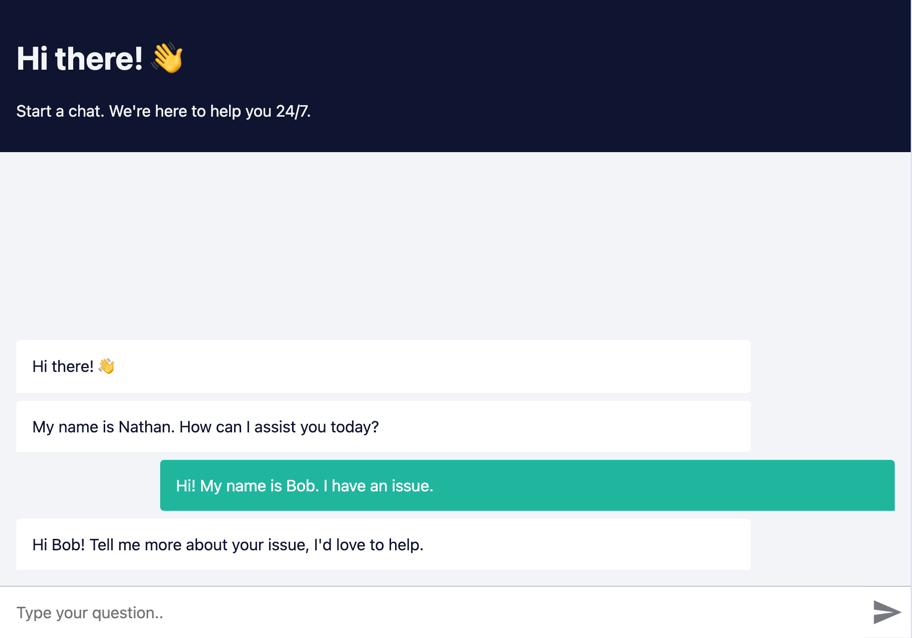 Hi there! 👋
Start a chat. We're here to help you 24/7.
Hi there! 👋
My name is Nathan. How can I assist you today?
Hi! My name is Bob. I have an issue.
Hi Bob! Tell me more about your issue, I'd love to help.
Type your question..